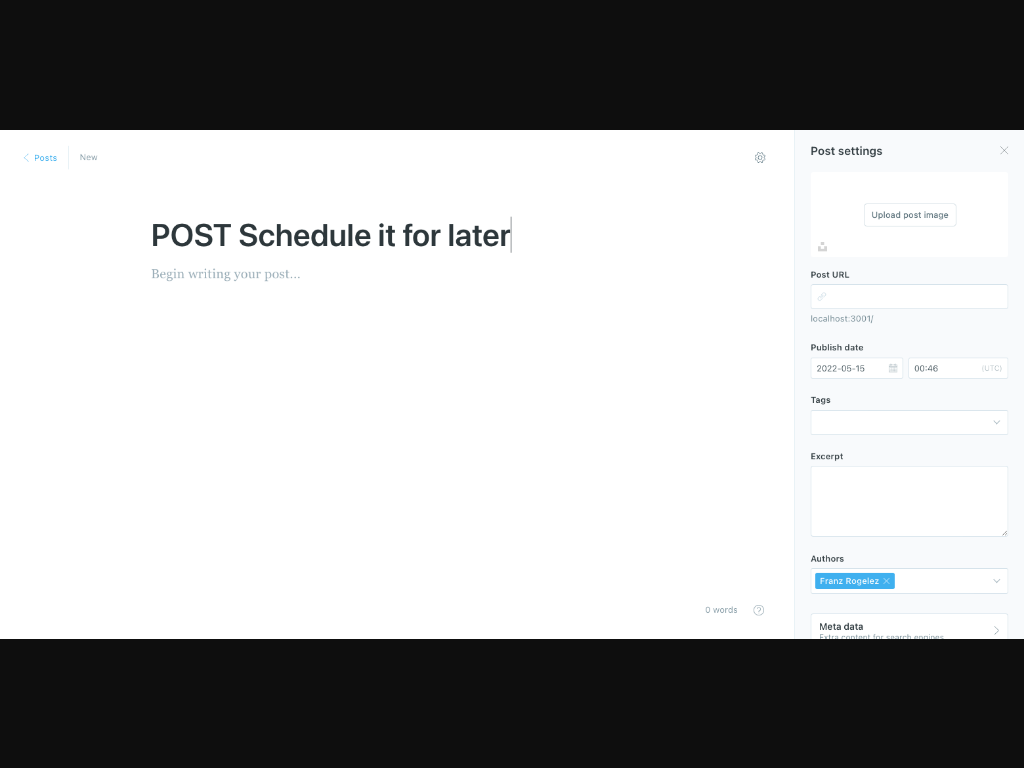 Posts
New
POST Schedule it for later
Begin writing your post...
0 words
Post settings
Upload post image
Post URL
localhost:3001/
Publish date
2022-05-15
00:46
(UTC)
Tags
Excerpt
Authors
Franz Rogelez
Meta data
Extra content for search engines